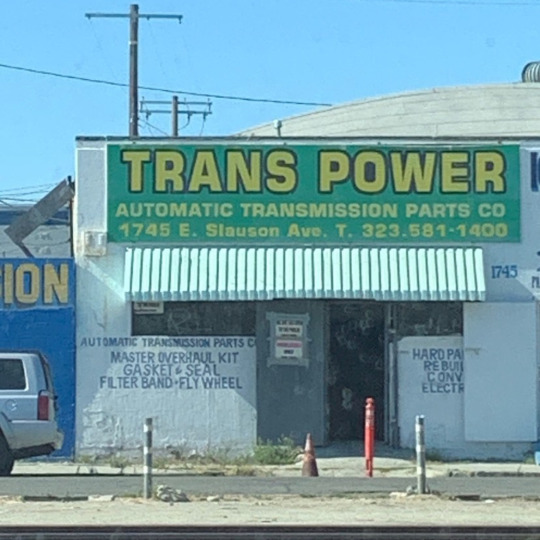 TRANS POWER
AUTOMATIC TRANSMISSION PARTS CO
1745 E. Slauson Ave. T. 323.581-1400
1745
ION
AUTOMATIC TRANSMISSION PARTS C
MASTER OVERHAUL KIT
GASKET & SEAL
FILTER BAND FLY WHEEL
HARD PA
REBUI
CONV
ELECTR